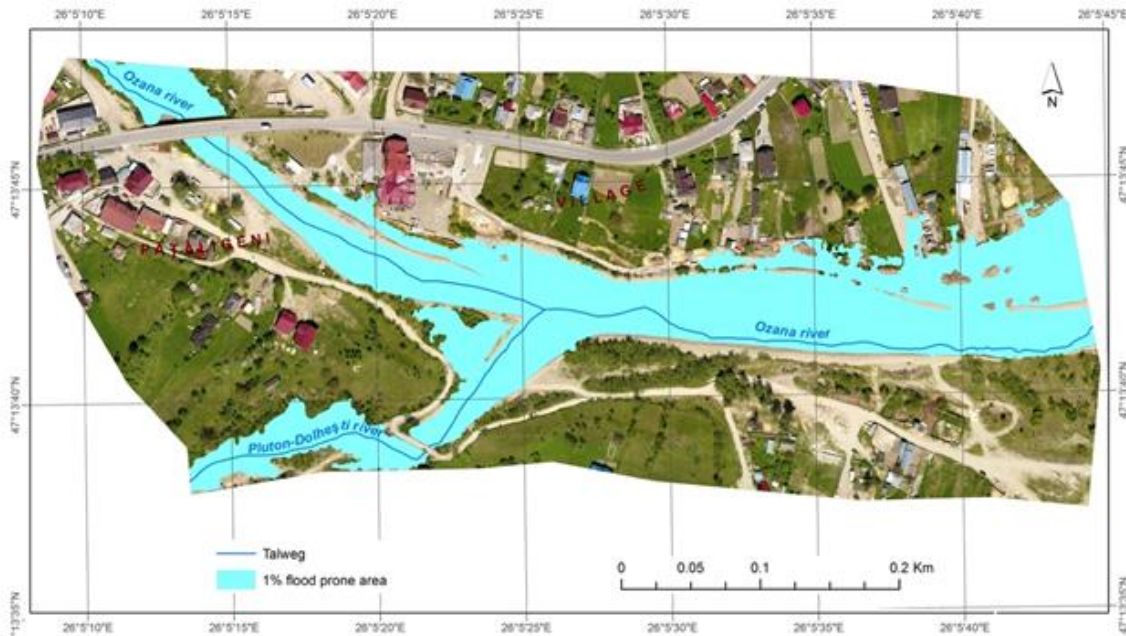 26°5'10"E 26°5'15"E 26°5'20"E 26°5'25"E 26°5'30"E 26°5'35"E 26°5'40"E 26°5'45"E
Ozana river
N
47°13'45"N
47°13'45"N
VILLAGE
PATALIGENI
Ozana river
47°13'40"N
47°13'40"N
Pluton-Dolhești river
Talweg
1% flood prone area
0 0.05 0.1 0.2 Km
47°13'35"N
47°13'35"N
26°5'10"E 26°5'15"E 26°5'20"E 26°5'25"E 26°5'30"E 26°5'35"E 26°5'40"E